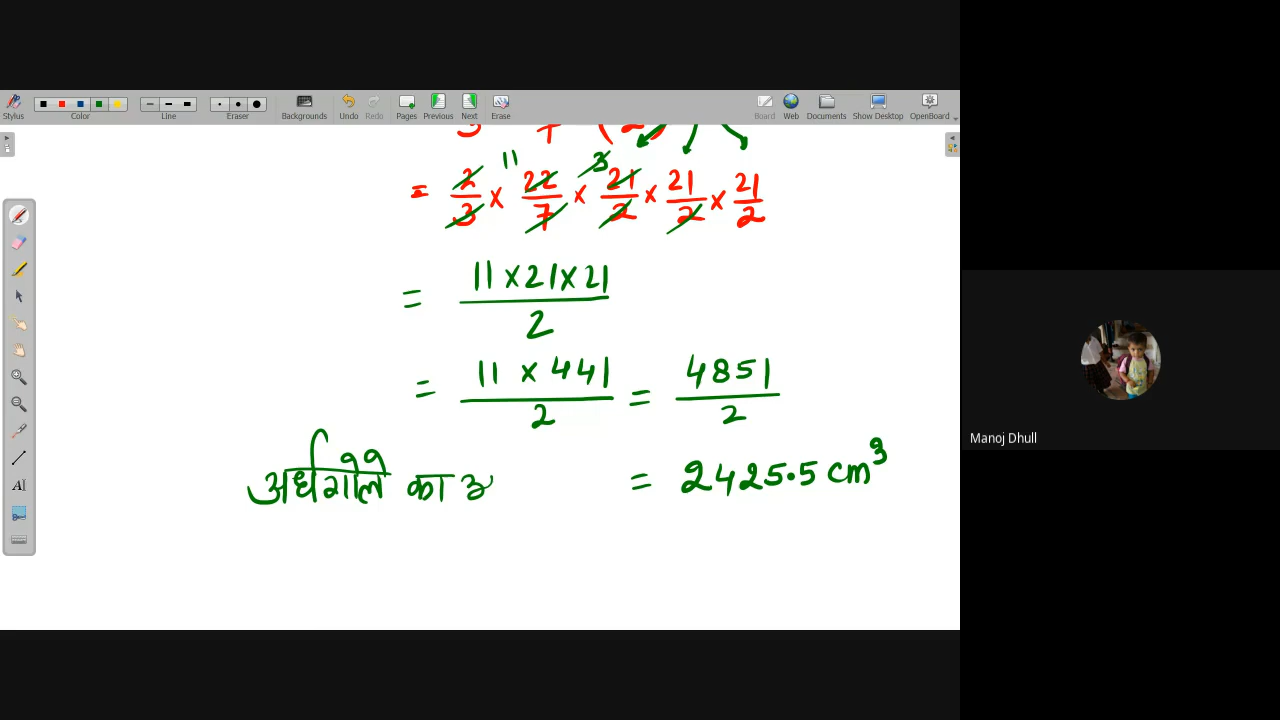 Stylus Color Line Eraser Backgrounds Undo Redo Pages Previous Next Erase Board Web Documents Show Desktop OpenBoard
= 2/3 × 22/7 × 21/2 × 21/2 × 21/2
11 3
= 11 × 21 × 21 / 2
= 11 × 441 / 2 = 4851 / 2
अर्धगोले का = 2425.5 cm³
Manoj Dhull